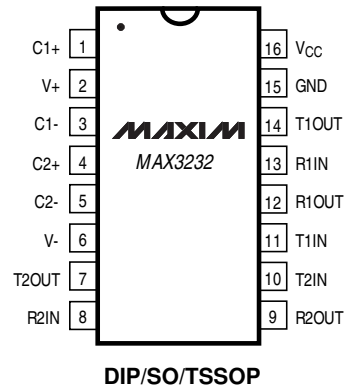 C1+ 1 16 VCC
V+ 2 15 GND
C1- 3 MAXIM 14 T1OUT
C2+ 4 MAX3232 13 R1IN
C2- 5 12 R1OUT
V- 6 11 T1IN
T2OUT 7 10 T2IN
R2IN 8 9 R2OUT
DIP/SO/TSSOP